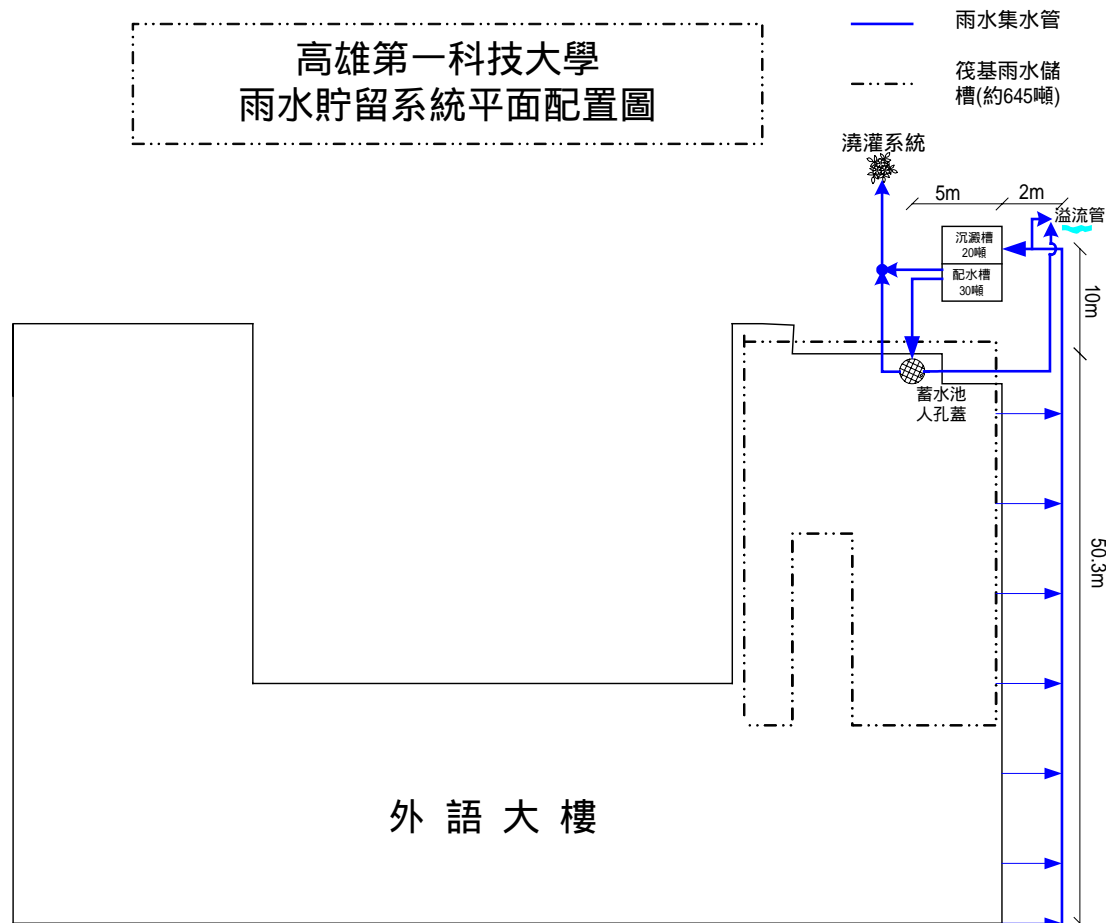 高雄第一科技大學
雨水貯留系統平面配置圖
雨水集水管
筏基雨水儲
槽(約645噸)
澆灌系統
5m
2m
溢流管
沉澱槽
20噸
配水槽
30噸
10m
蓄水池
人孔蓋
50.3m
外語大樓